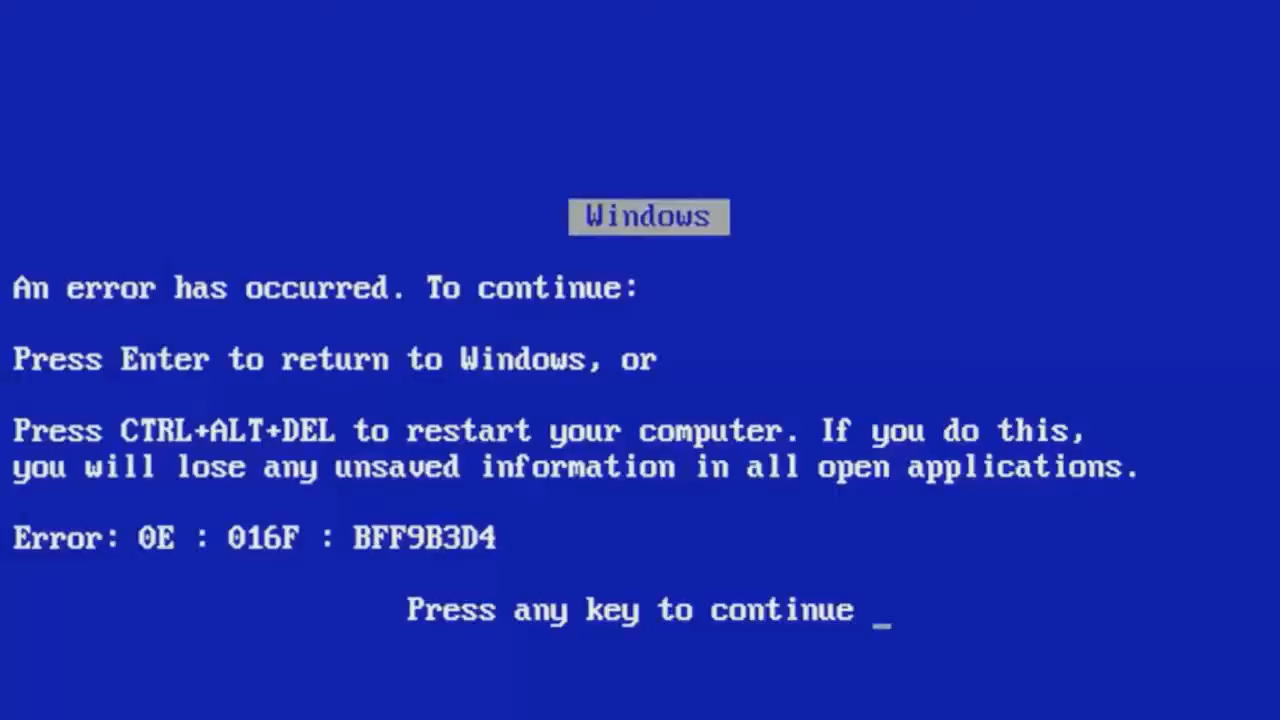 Windows
An error has occurred. To continue:
Press Enter to return to Windows, or
Press CTRL+ALT+DEL to restart your computer. If you do this,
you will lose any unsaved information in all open applications.
Error: 0E : 016F : BFF9B3D4
Press any key to continue _